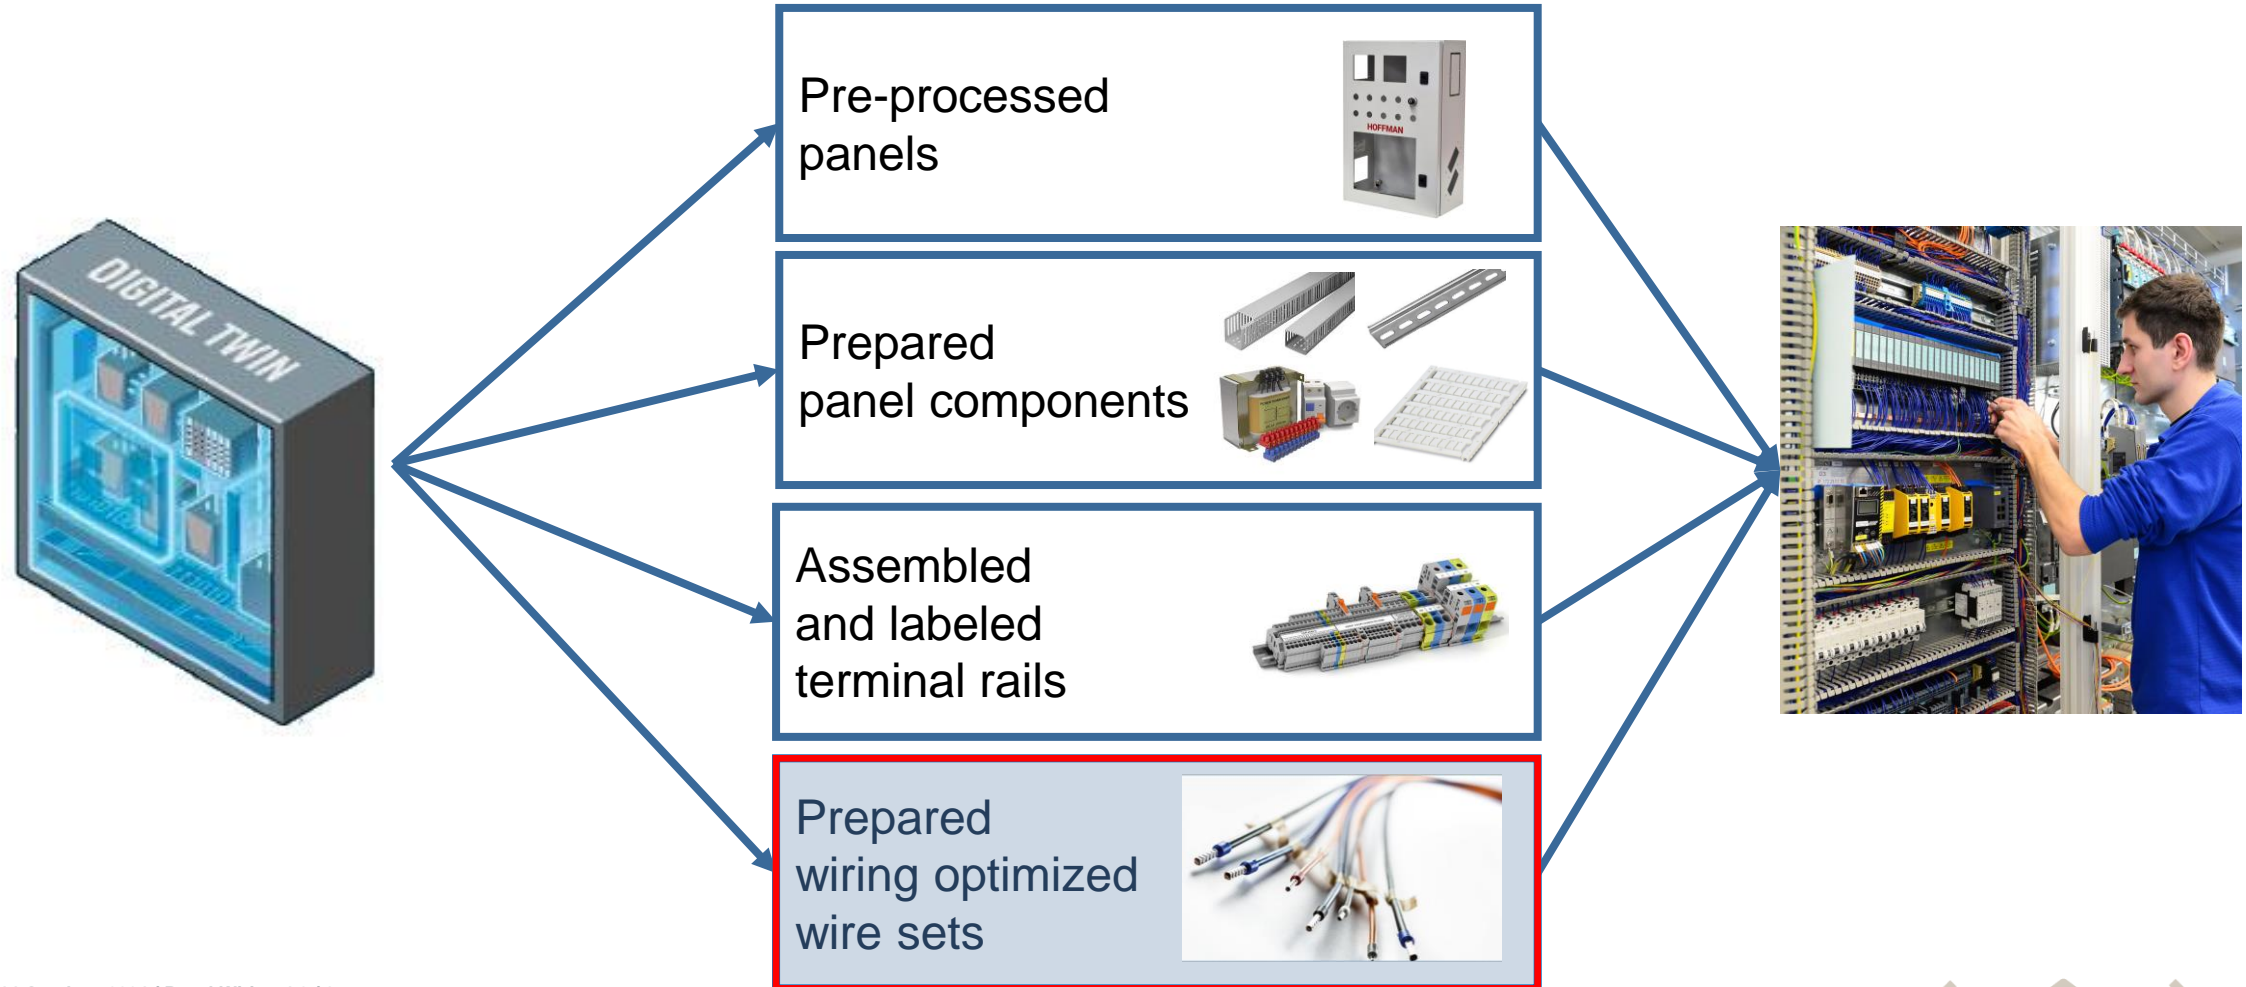 DIGITAL TWIN
Pre-processed
panels
HOFFMAN
Prepared
panel components
Assembled
and labeled
terminal rails
Prepared
wiring optimized
wire sets